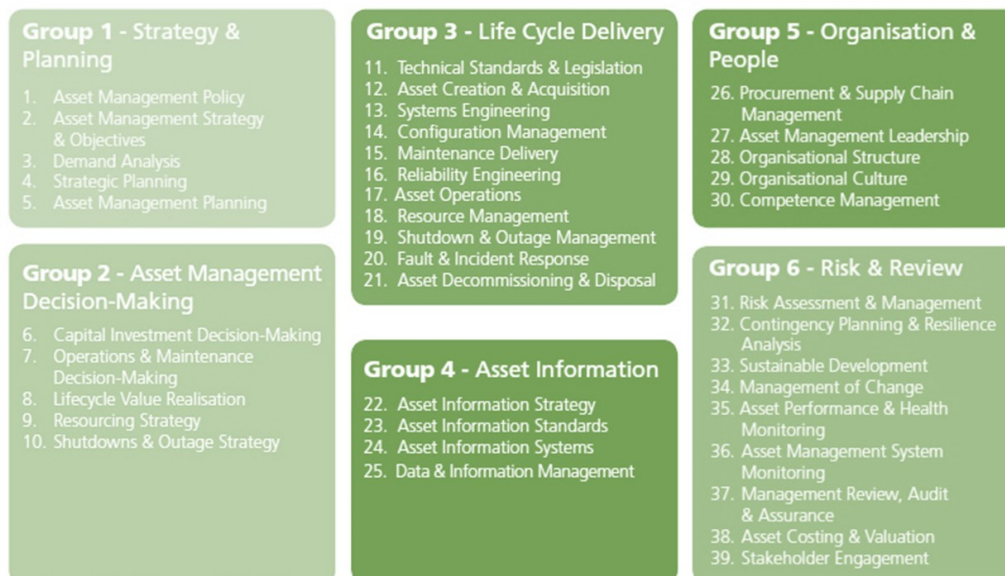 Group 1 - Strategy &
Planning
1. Asset Management Policy
2. Asset Management Strategy
& Objectives
3. Demand Analysis
4. Strategic Planning
5. Asset Management Planning
Group 2 - Asset Management
Decision-Making
6. Capital Investment Decision-Making
7. Operations & Maintenance
Decision-Making
8. Lifecycle Value Realisation
9. Resourcing Strategy
10. Shutdowns & Outage Strategy
Group 3 - Life Cycle Delivery
11. Technical Standards & Legislation
12. Asset Creation & Acquisition
13. Systems Engineering
14. Configuration Management
15. Maintenance Delivery
16. Reliability Engineering
17. Asset Operations
18. Resource Management
19. Shutdown & Outage Management
20. Fault & Incident Response
21. Asset Decommissioning & Disposal
Group 4 - Asset Information
22. Asset Information Strategy
23. Asset Information Standards
24. Asset Information Systems
25. Data & Information Management
Group 5 - Organisation &
People
26. Procurement & Supply Chain
Management
27. Asset Management Leadership
28. Organisational Structure
29. Organisational Culture
30. Competence Management
Group 6 - Risk & Review
31. Risk Assessment & Management
32. Contingency Planning & Resilience
Analysis
33. Sustainable Development
34. Management of Change
35. Asset Performance & Health
Monitoring
36. Asset Management System
Monitoring
37. Management Review, Audit
& Assurance
38. Asset Costing & Valuation
39. Stakeholder Engagement